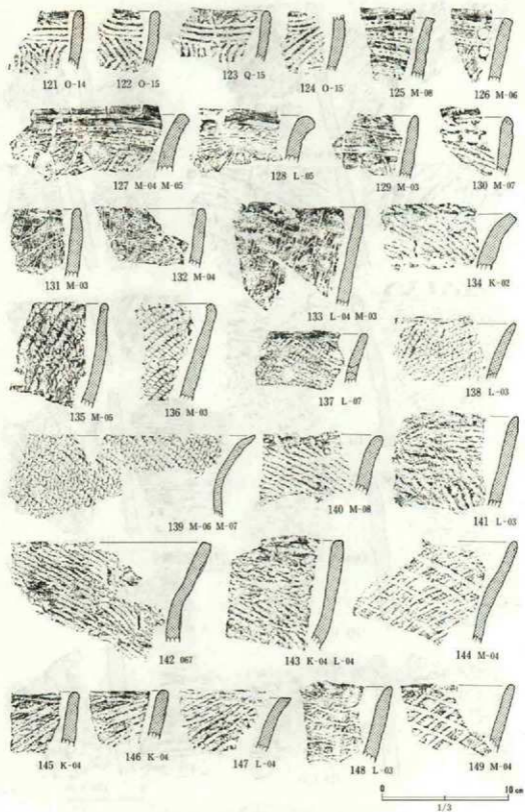 121 O-14
122 O-15
123 Q-15
124 O-15
125 M-08
126 M-06
127 M-04 M-05
128 L-05
129 M-03
130 M-07
131 M-03
132 M-04
133 L-04 M-03
134 K-02
135 M-05
136 M-03
137 L-07
138 L-03
139 M-06 M-07
140 M-08
141 L-03
142 067
143 K-04 L-04
144 M-04
145 K-04
146 K-04
147 L-04
148 L-03
149 M-04
0 10 cm
1/3